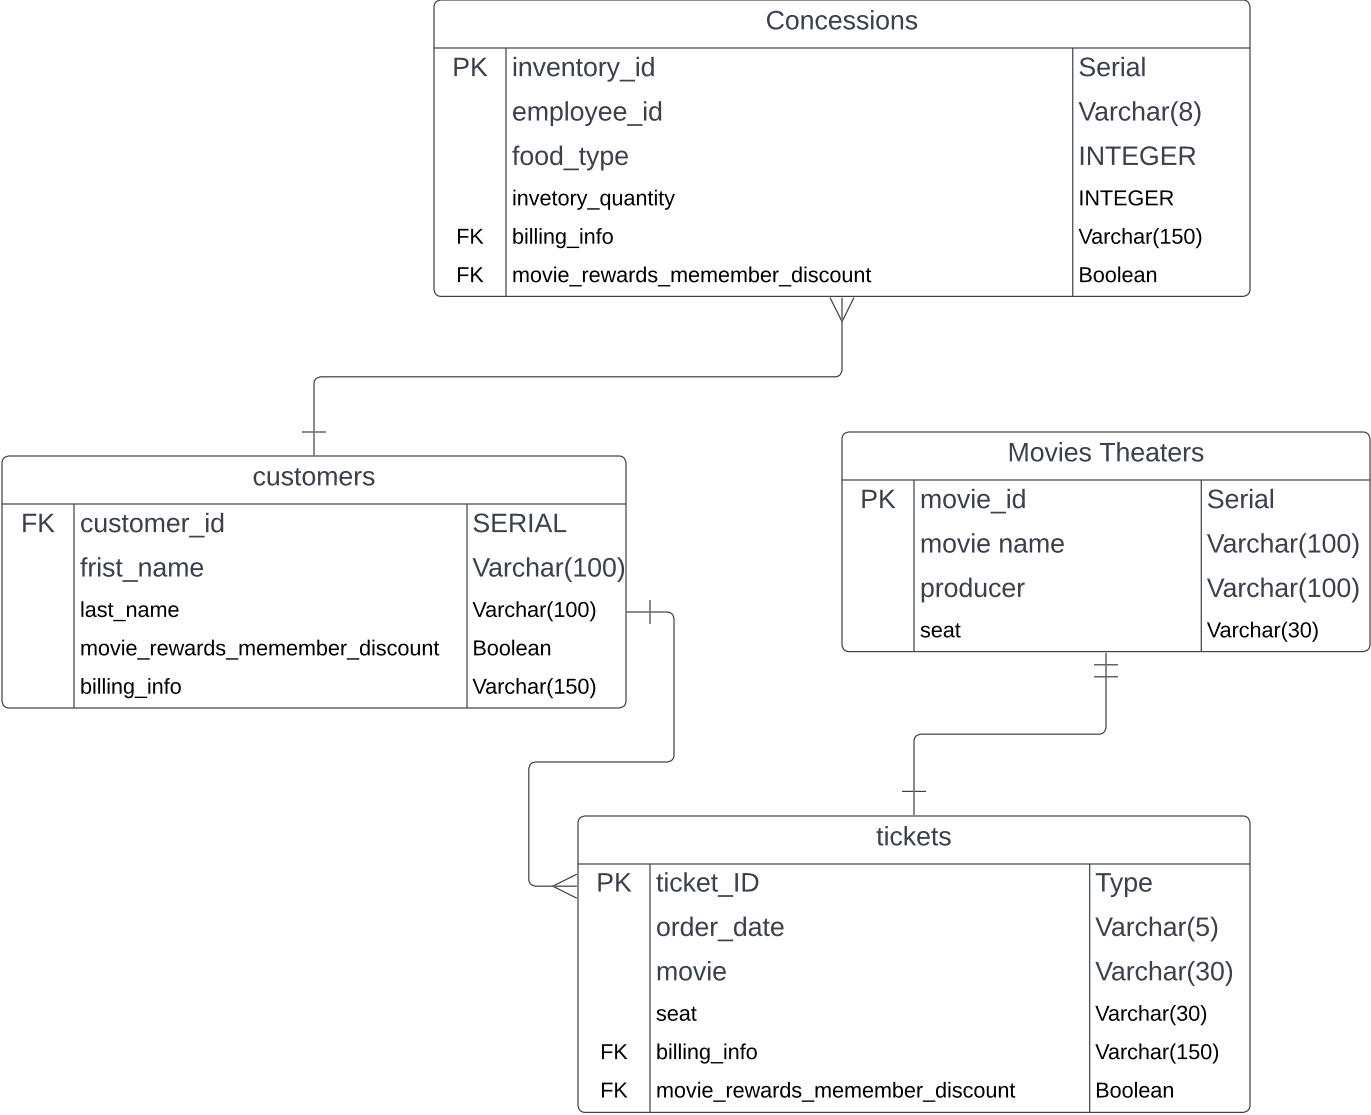 Concessions
PK inventory_id Serial
employee_id Varchar(8)
food_type INTEGER
invetory_quantity INTEGER
FK billing_info Varchar(150)
FK movie_rewards_memember_discount Boolean
customers
FK customer_id SERIAL
frist_name Varchar(100)
last_name Varchar(100)
movie_rewards_memember_discount Boolean
billing_info Varchar(150)
Movies Theaters
PK movie_id Serial
movie name Varchar(100)
producer Varchar(100)
seat Varchar(30)
tickets
PK ticket_ID Type
order_date Varchar(5)
movie Varchar(30)
seat Varchar(30)
FK billing_info Varchar(150)
FK movie_rewards_memember_discount Boolean